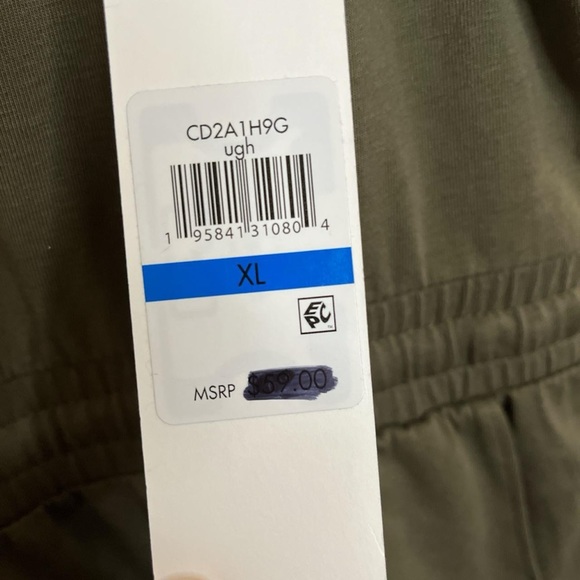 CD2A1H9G
ugh
1 95841 31080 4
XL
EPC
MSRP $69.00